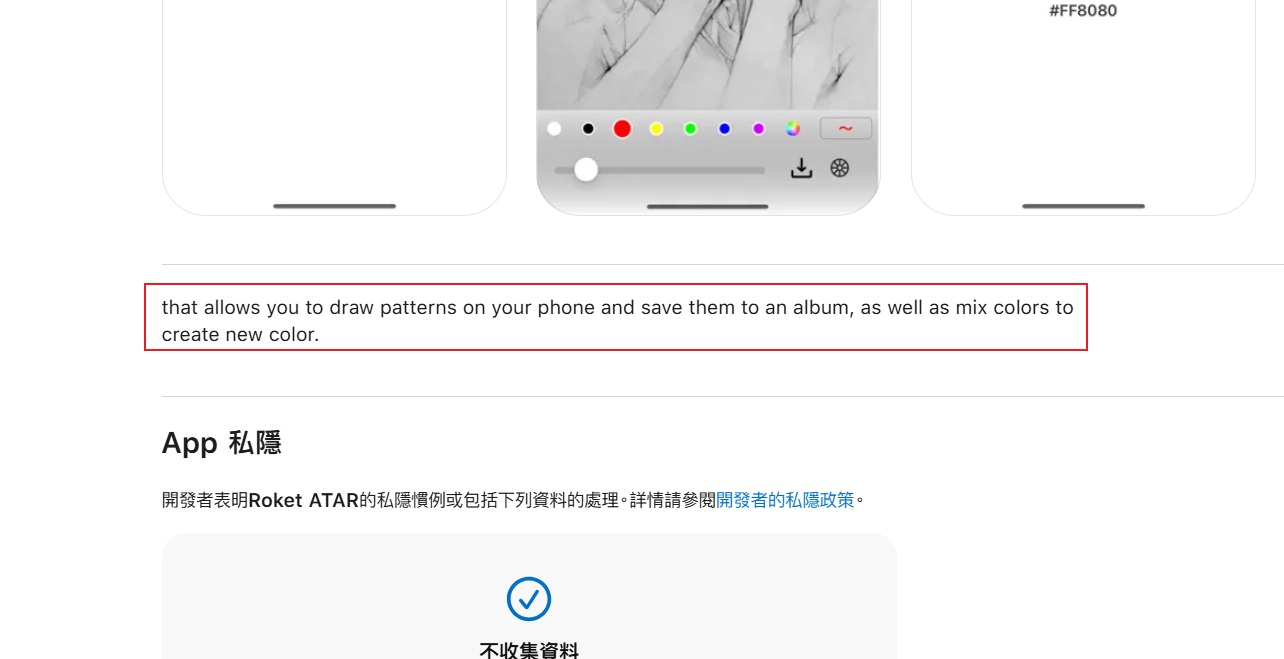 #FF8080
that allows you to draw patterns on your phone and save them to an album, as well as mix colors to
create new color.
App 私隱
開發者表明Roket ATAR的私隱慣例或包括下列資料的處理。詳情請參閱開發者的私隱政策。
不收集資料